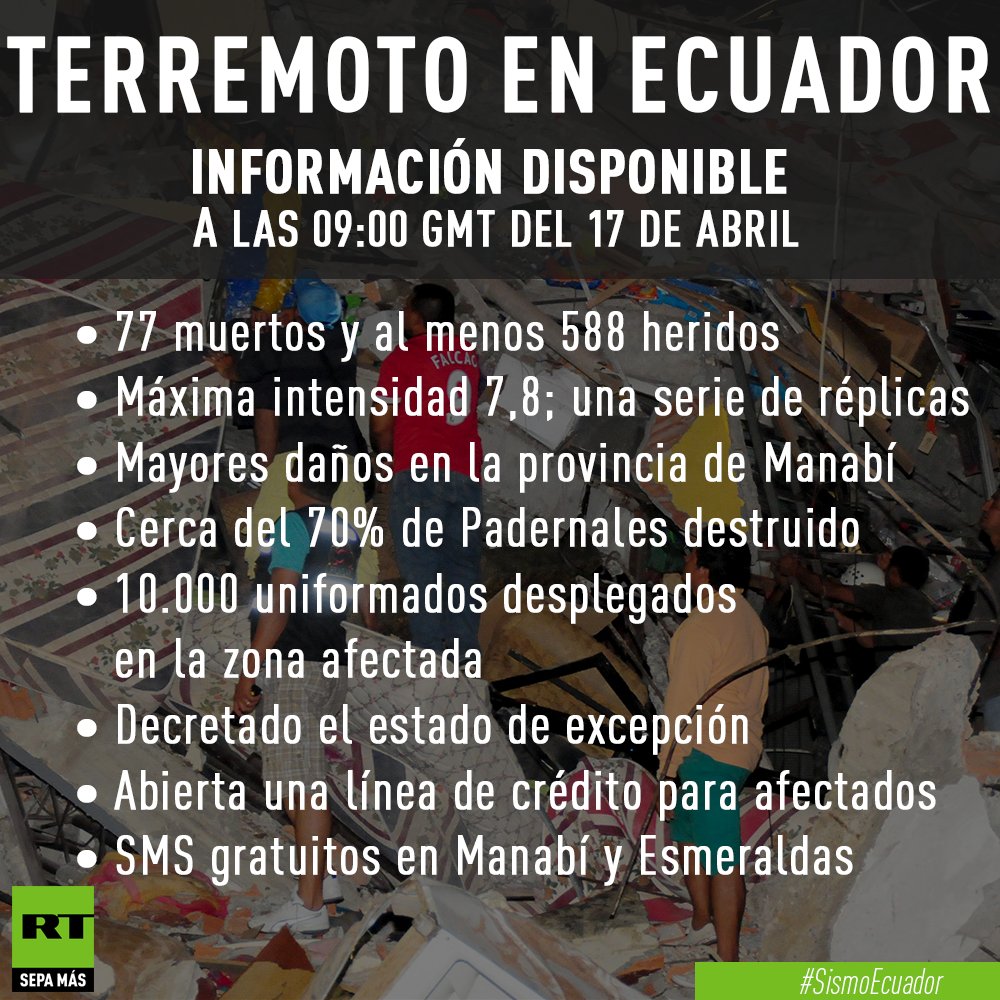 TERREMOTO EN ECUADOR
INFORMACIÓN DISPONIBLE
A LAS 09:00 GMT DEL 17 DE ABRIL
• 77 muertos y al menos 588 heridos
FALCAO
9
• Máxima intensidad 7,8; una serie de réplicas
• Mayores daños en la provincia de Manabí
• Cerca del 70% de Padernales destruido
• 10.000 uniformados desplegados
en la zona afectada
• Decretado el estado de excepción
• Abierta una línea de crédito para afectados
• SMS gratuitos en Manabí y Esmeraldas
RT
SEPA MÁS
#SismoEcuador